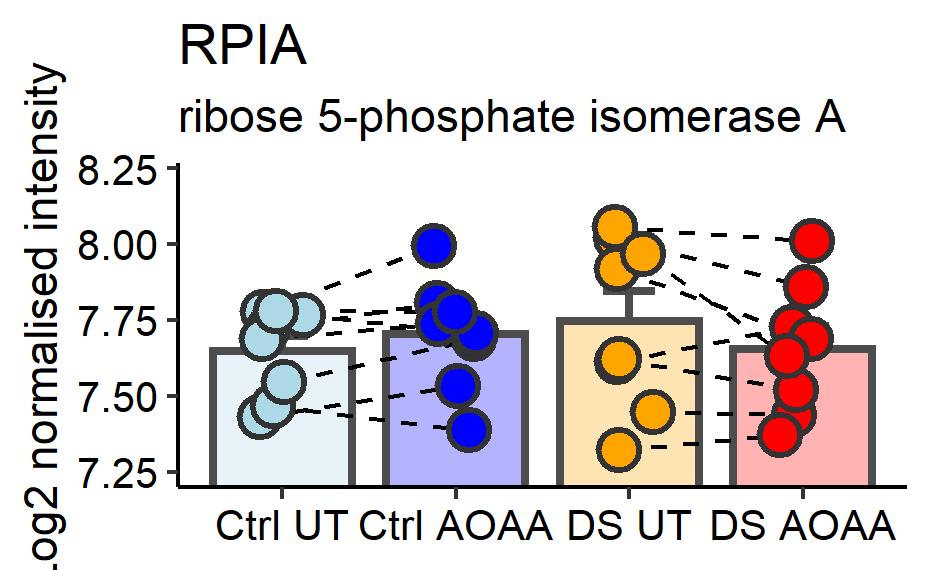 RPIA
ribose 5-phosphate isomerase A
log2 normalised intensity
8.25
8.00
7.75
7.50
7.25
Ctrl UT Ctrl AOAA DS UT DS AOAA